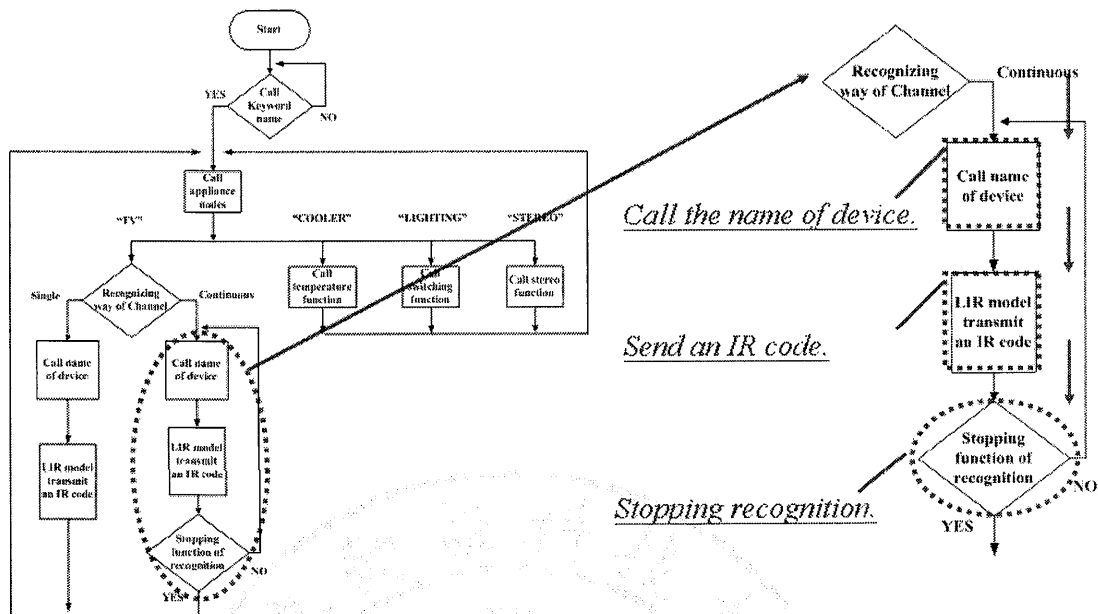 Start
Call
Keyword
name
YES
NO
Call
appliance
nodes
"TV"
"COOLER"
"LIGHTING"
"STEREO"
Call
temperature
function
Call
switching
function
Call stereo
function
Single
Recognizing
way of Channel
Continuous
Call name
of device
LIR model
transmit
an IR code
Call name
of device
LIR model
transmit
an IR code
Stopping
function of
recognition
NO
YES
Recognizing
way of Channel
Continuous
Call name
of device
Call the name of device.
LIR model
transmit
an IR code
Send an IR code.
Stopping
function of
recognition
NO
Stopping recognition.
YES